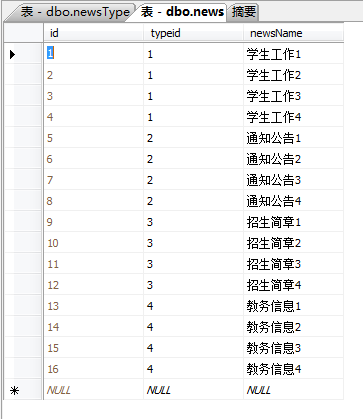 表 - dbo.newsType 表 - dbo.news 摘要
id typeid newsName
1 1 学生工作1
2 1 学生工作2
3 1 学生工作3
4 1 学生工作4
5 2 通知公告1
6 2 通知公告2
7 2 通知公告3
8 2 通知公告4
9 3 招生简章1
10 3 招生简章2
11 3 招生简章3
12 3 招生简章4
13 4 教务信息1
14 4 教务信息2
15 4 教务信息3
16 4 教务信息4
NULL NULL NULL